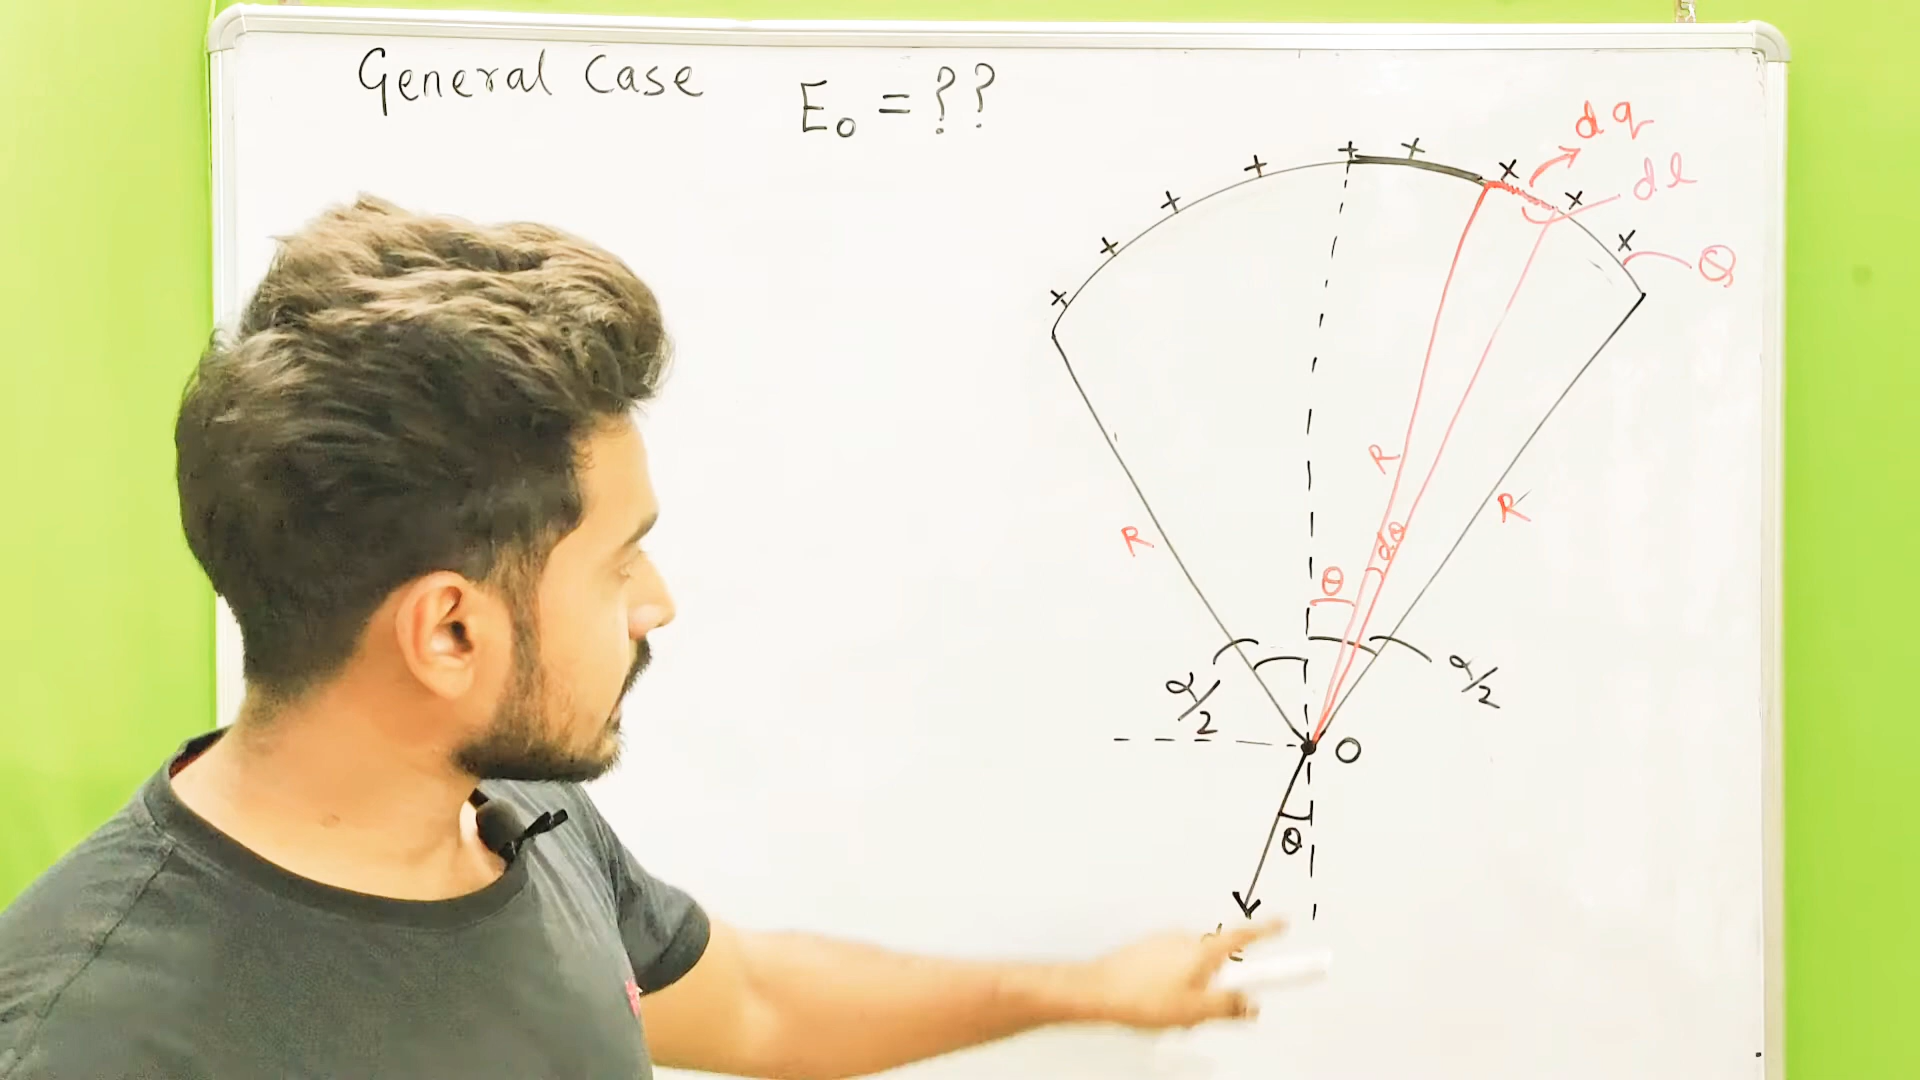 General Case
E₀ = ??
dq
dl
Q
R
R
R
dθ
θ
α/2
α/2
O
θ